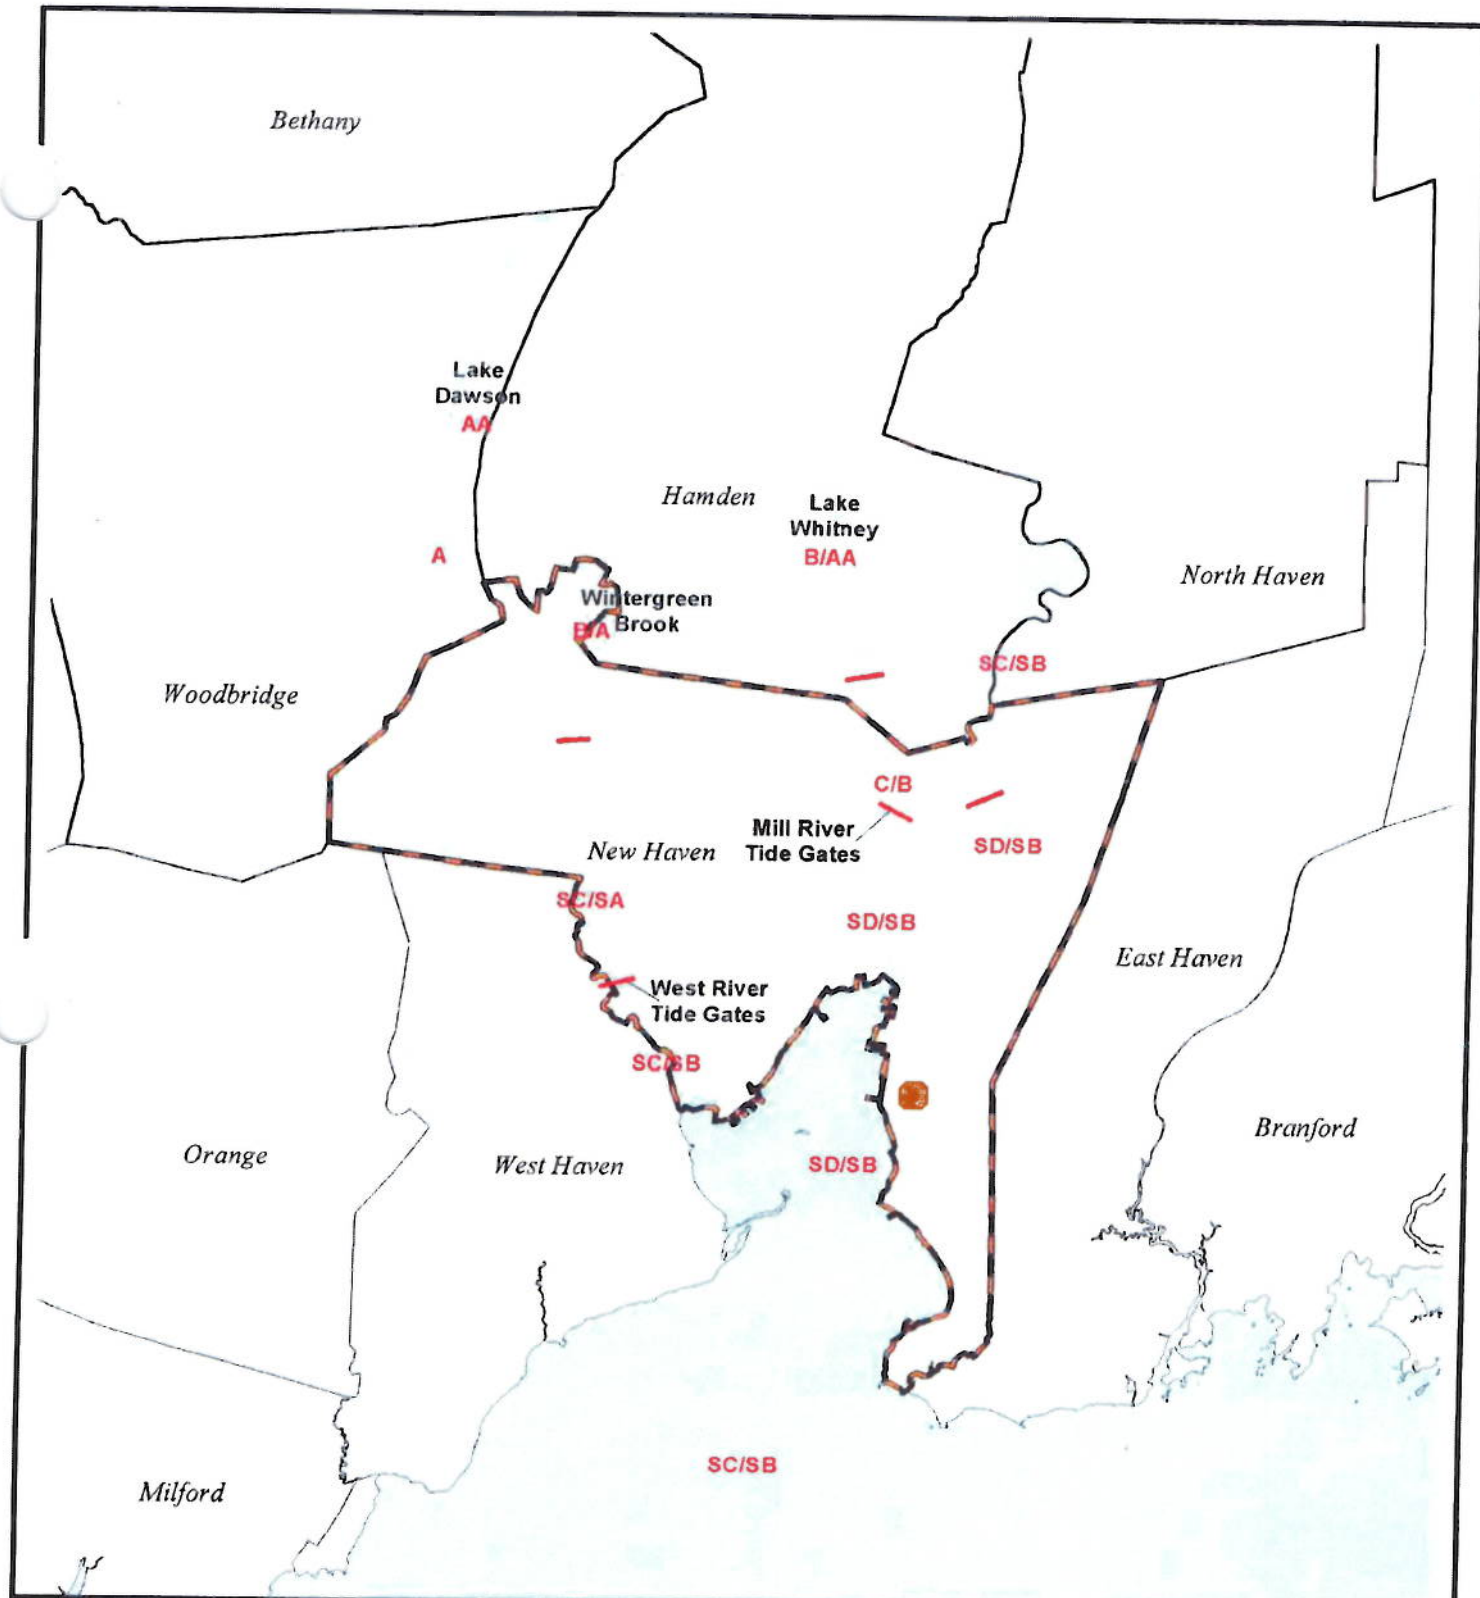 Bethany
Lake
Dawson
AA
Hamden
Lake
Whitney
B/AA
A
North Haven
Wintergreen
Brook
B/A
SC/SB
Woodbridge
C/B
Mill River
Tide Gates
SD/SB
New Haven
SC/SA
SD/SB
East Haven
West River
Tide Gates
SC/SB
Branford
Orange
West Haven
SD/SB
SC/SB
Milford